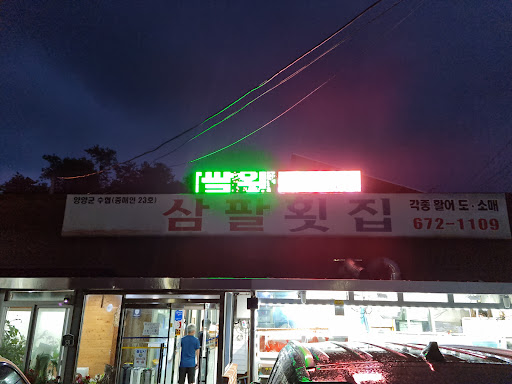 양양군 수협(중매인 23호)
삼팔횟집
각종 활어 도·소매
672-1109